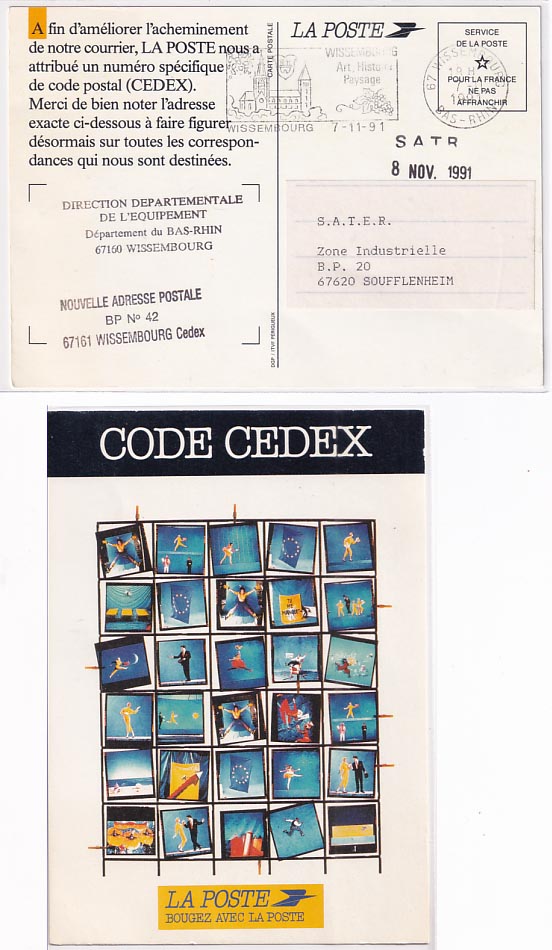 Afin d'améliorer l'acheminement
de notre courrier, LA POSTE nous a
attribué un numéro spécifique
de code postal (CEDEX).
Merci de bien noter l'adresse
exacte ci-dessous à faire figurer
désormais sur toutes les correspon-
dances qui nous sont destinées.
DIRECTION DEPARTEMENTALE
DE L'EQUIPEMENT
Département du BAS-RHIN
67160 WISSEMBOURG
NOUVELLE ADRESSE POSTALE
BP No 42
67161 WISSEMBOURG Cedex
CARTE POSTALE
LA POSTE
WISSEMBOURG
Art, Histoire
Paysage
WISSEMBOURG 7-11-91
67 WISSEMBOURG
BAS-RHIN
SERVICE
DE LA POSTE
POUR LA FRANCE
NE PAS
AFFRANCHIR
SATR
8 NOV. 1991
S.A.T.E.R.
Zone Industrielle
B.P. 20
67620 SOUFFLENHEIM
CODE CEDEX
LA POSTE
BOUGEZ AVEC LA POSTE